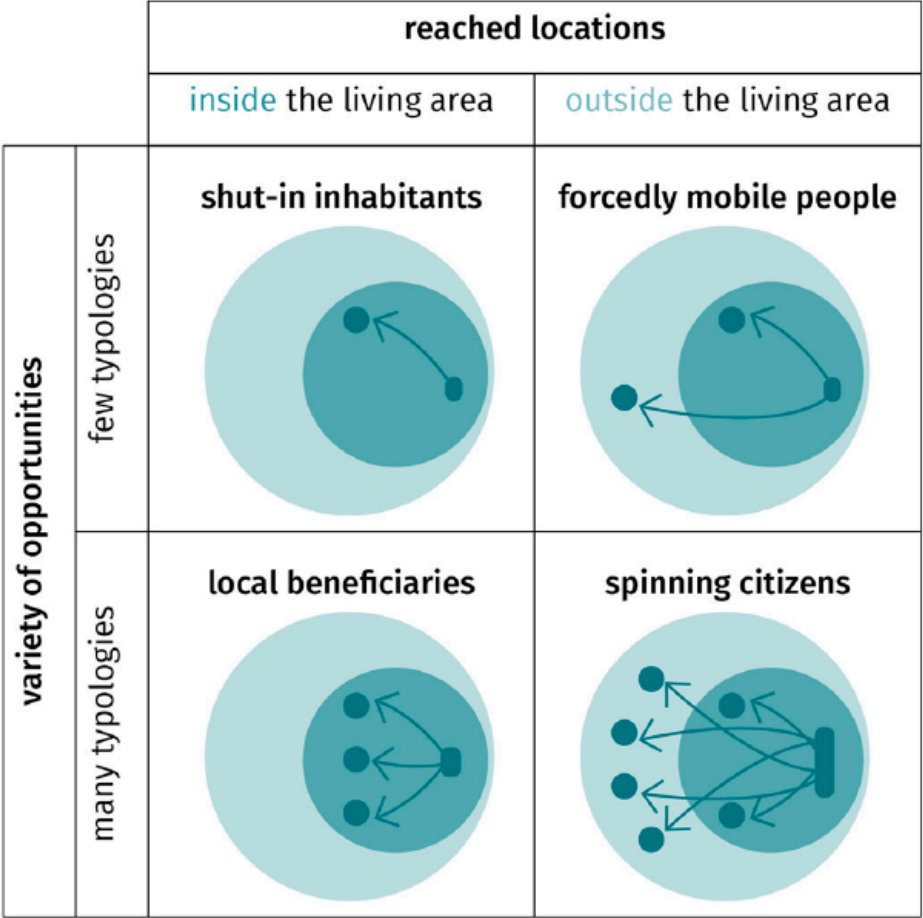 reached locations
inside the living area
outside the living area
variety of opportunities
few typologies
shut-in inhabitants
forcedly mobile people
many typologies
local beneficiaries
spinning citizens